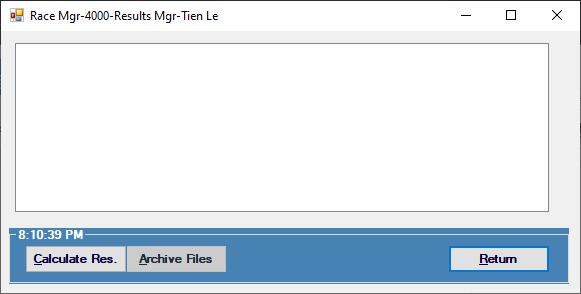 Race Mgr-4000-Results Mgr-Tien Le
8:10:39 PM
Calculate Res.
Archive Files
Return